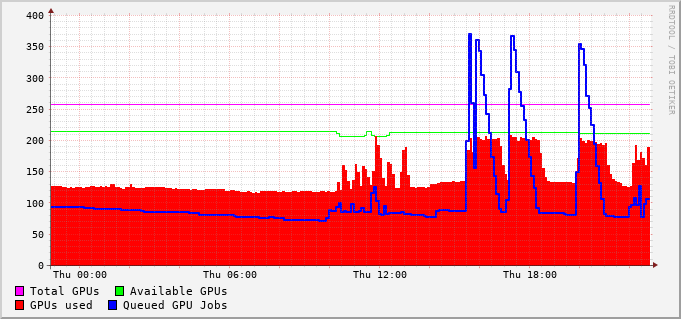 400
350
300
250
200
150
100
50
0
Thu 00:00 Thu 06:00 Thu 12:00 Thu 18:00
Total GPUs Available GPUs
GPUs used Queued GPU Jobs
RRDTOOL / TOBI OETIKER